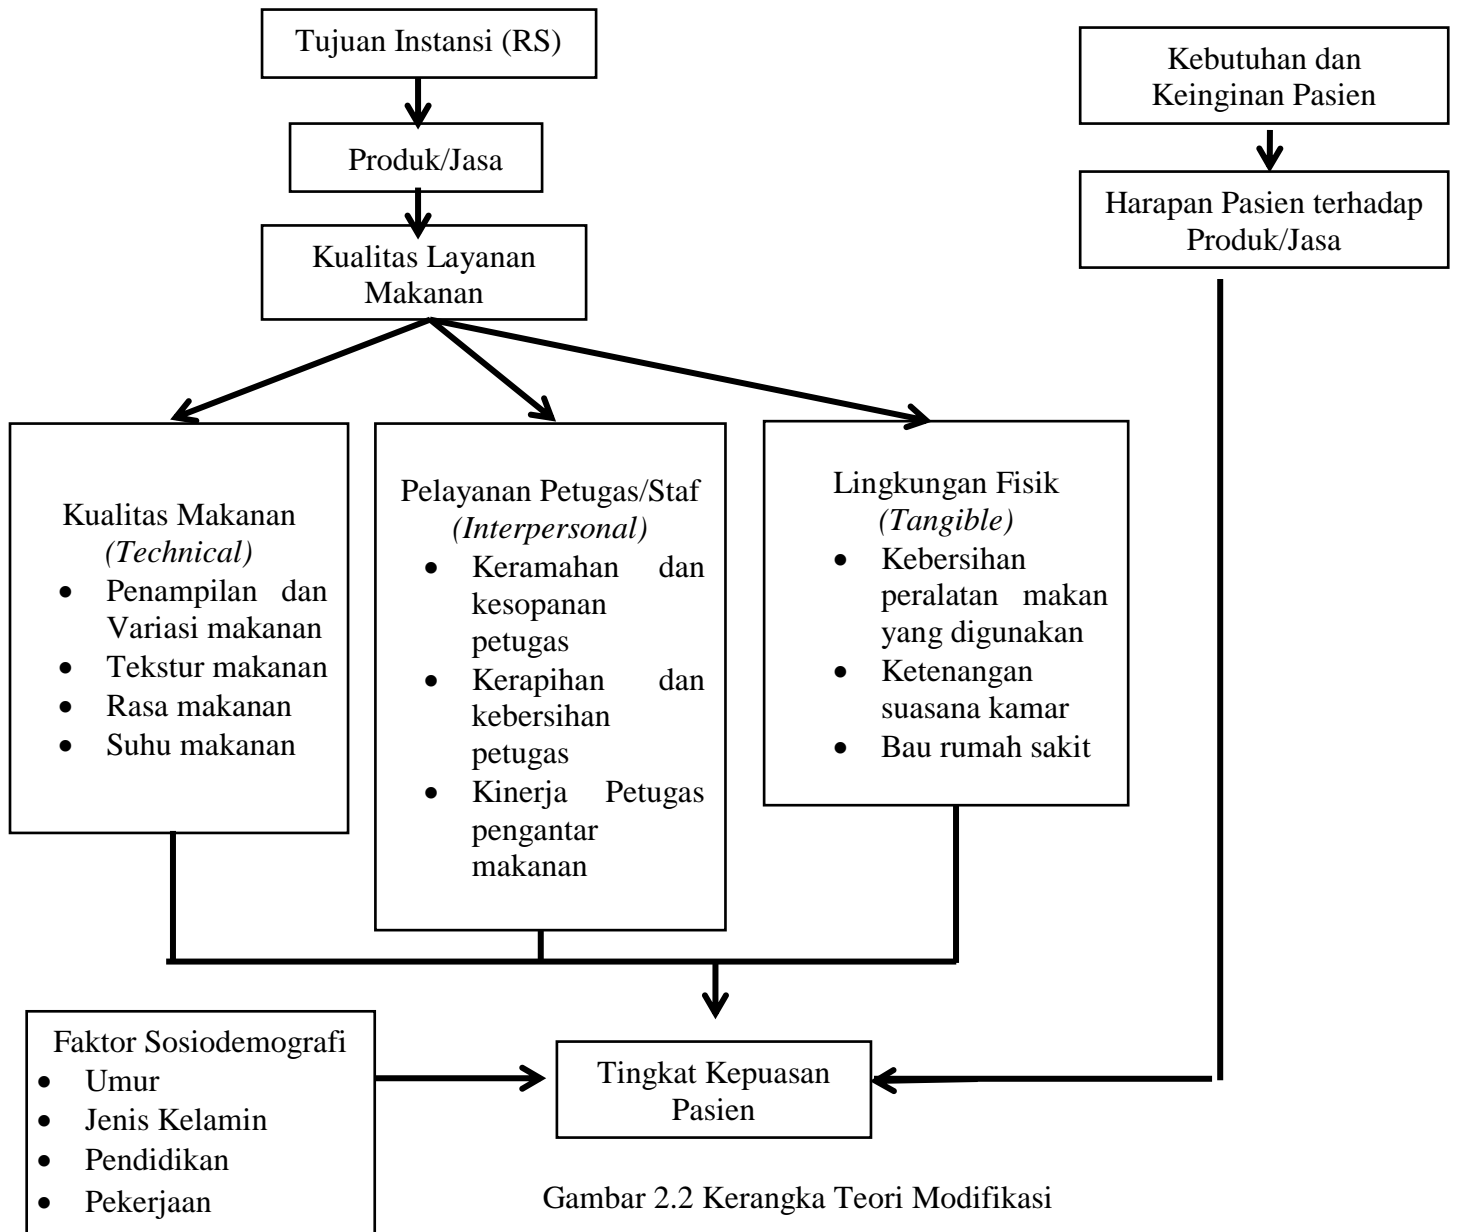 Tujuan Instansi (RS)
Produk/Jasa
Kualitas Layanan
Makanan
Kebutuhan dan
Keinginan Pasien
Harapan Pasien terhadap
Produk/Jasa
Kualitas Makanan
(Technical)
• Penampilan dan
Variasi makanan
• Tekstur makanan
• Rasa makanan
• Suhu makanan
Pelayanan Petugas/Staf
(Interpersonal)
• Keramahan dan
kesopanan
petugas
• Kerapihan dan
kebersihan
petugas
• Kinerja Petugas
pengantar
makanan
Lingkungan Fisik
(Tangible)
• Kebersihan
peralatan makan
yang digunakan
• Ketenangan
suasana kamar
• Bau rumah sakit
Faktor Sosiodemografi
• Umur
• Jenis Kelamin
• Pendidikan
• Pekerjaan
Tingkat Kepuasan
Pasien
Gambar 2.2 Kerangka Teori Modifikasi